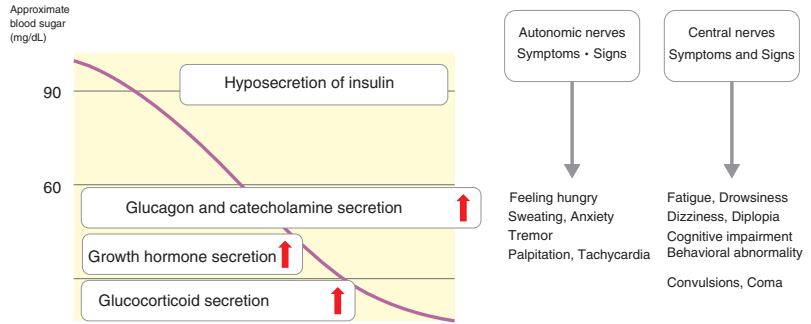 Approximate
blood sugar
(mg/dL)
90
60
Hyposecretion of insulin
Glucagon and catecholamine secretion
Growth hormone secretion
Glucocorticoid secretion
Autonomic nerves
Symptoms・Signs
Feeling hungry
Sweating, Anxiety
Tremor
Palpitation, Tachycardia
Central nerves
Symptoms and Signs
Fatigue, Drowsiness
Dizziness, Diplopia
Cognitive impairment
Behavioral abnormality
Convulsions, Coma